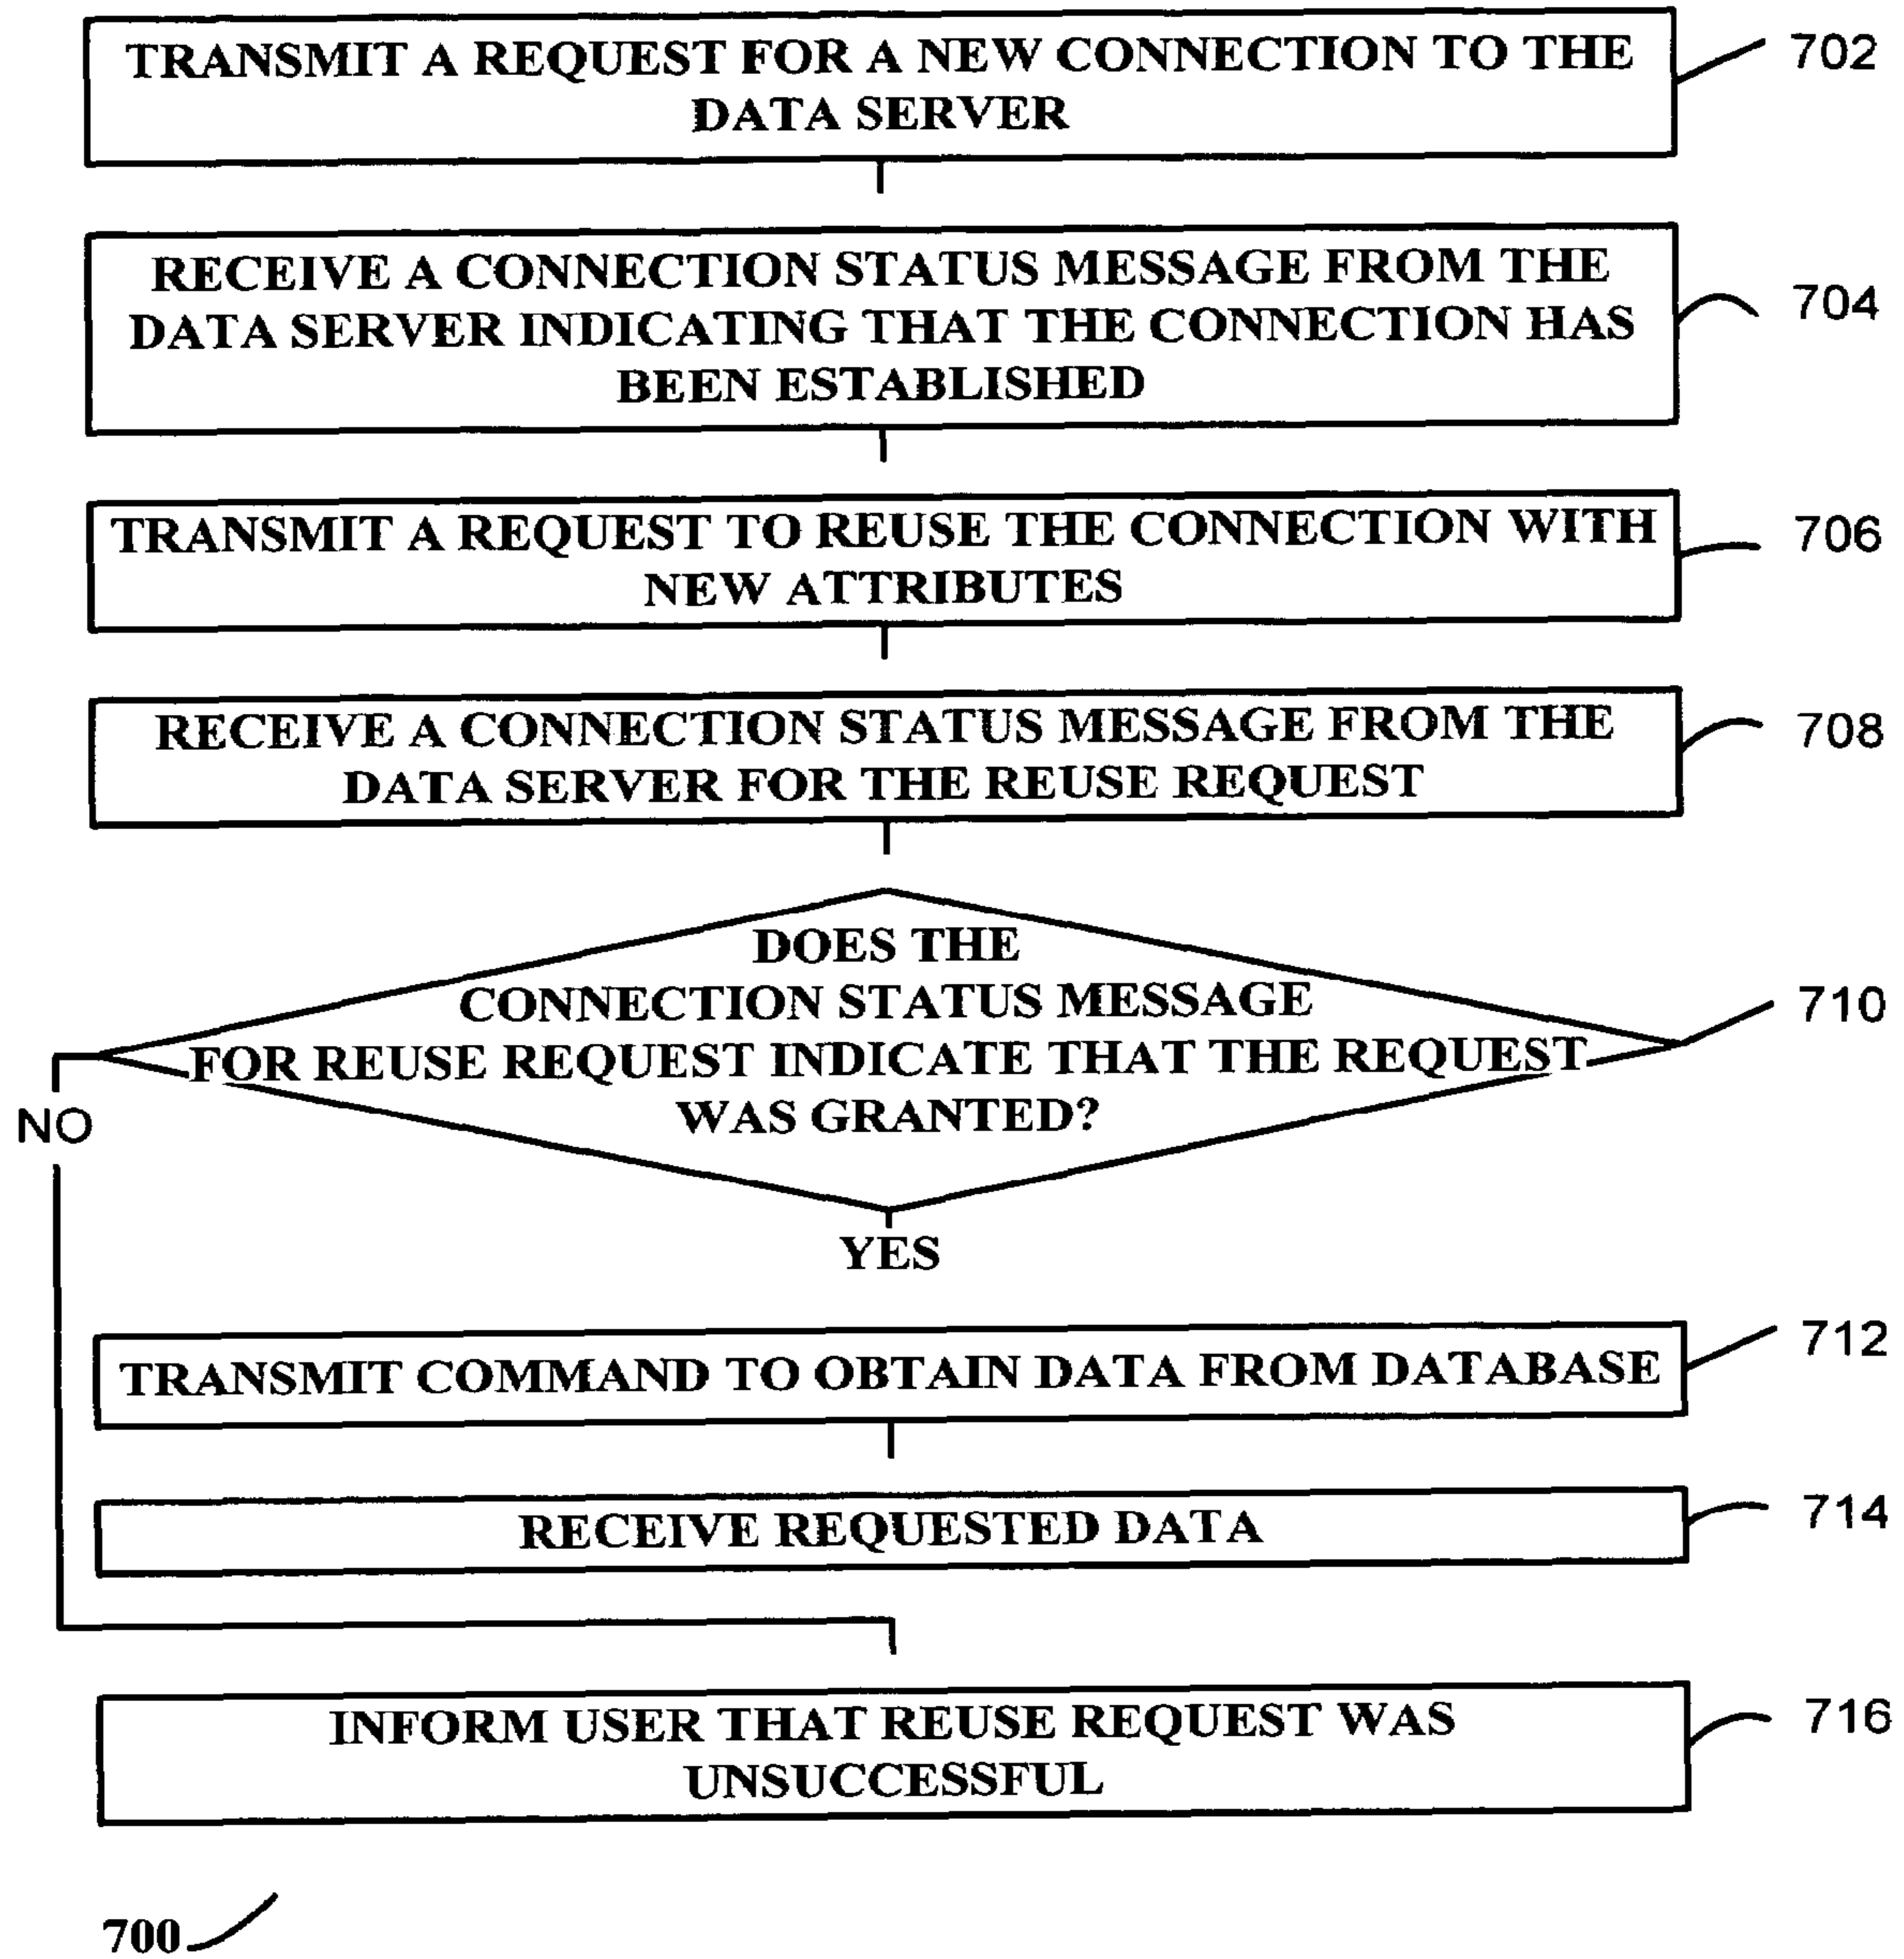 TRANSMIT A REQUEST FOR A NEW CONNECTION TO THE
DATA SERVER
702
RECEIVE A CONNECTION STATUS MESSAGE FROM THE
DATA SERVER INDICATING THAT THE CONNECTION HAS
BEEN ESTABLISHED
704
TRANSMIT A REQUEST TO REUSE THE CONNECTION WITH
NEW ATTRIBUTES
706
RECEIVE A CONNECTION STATUS MESSAGE FROM THE
DATA SERVER FOR THE REUSE REQUEST
708
DOES THE
CONNECTION STATUS MESSAGE
FOR REUSE REQUEST INDICATE THAT THE REQUEST
WAS GRANTED?
710
NO
YES
TRANSMIT COMMAND TO OBTAIN DATA FROM DATABASE
712
RECEIVE REQUESTED DATA
714
INFORM USER THAT REUSE REQUEST WAS
UNSUCCESSFUL
716
700